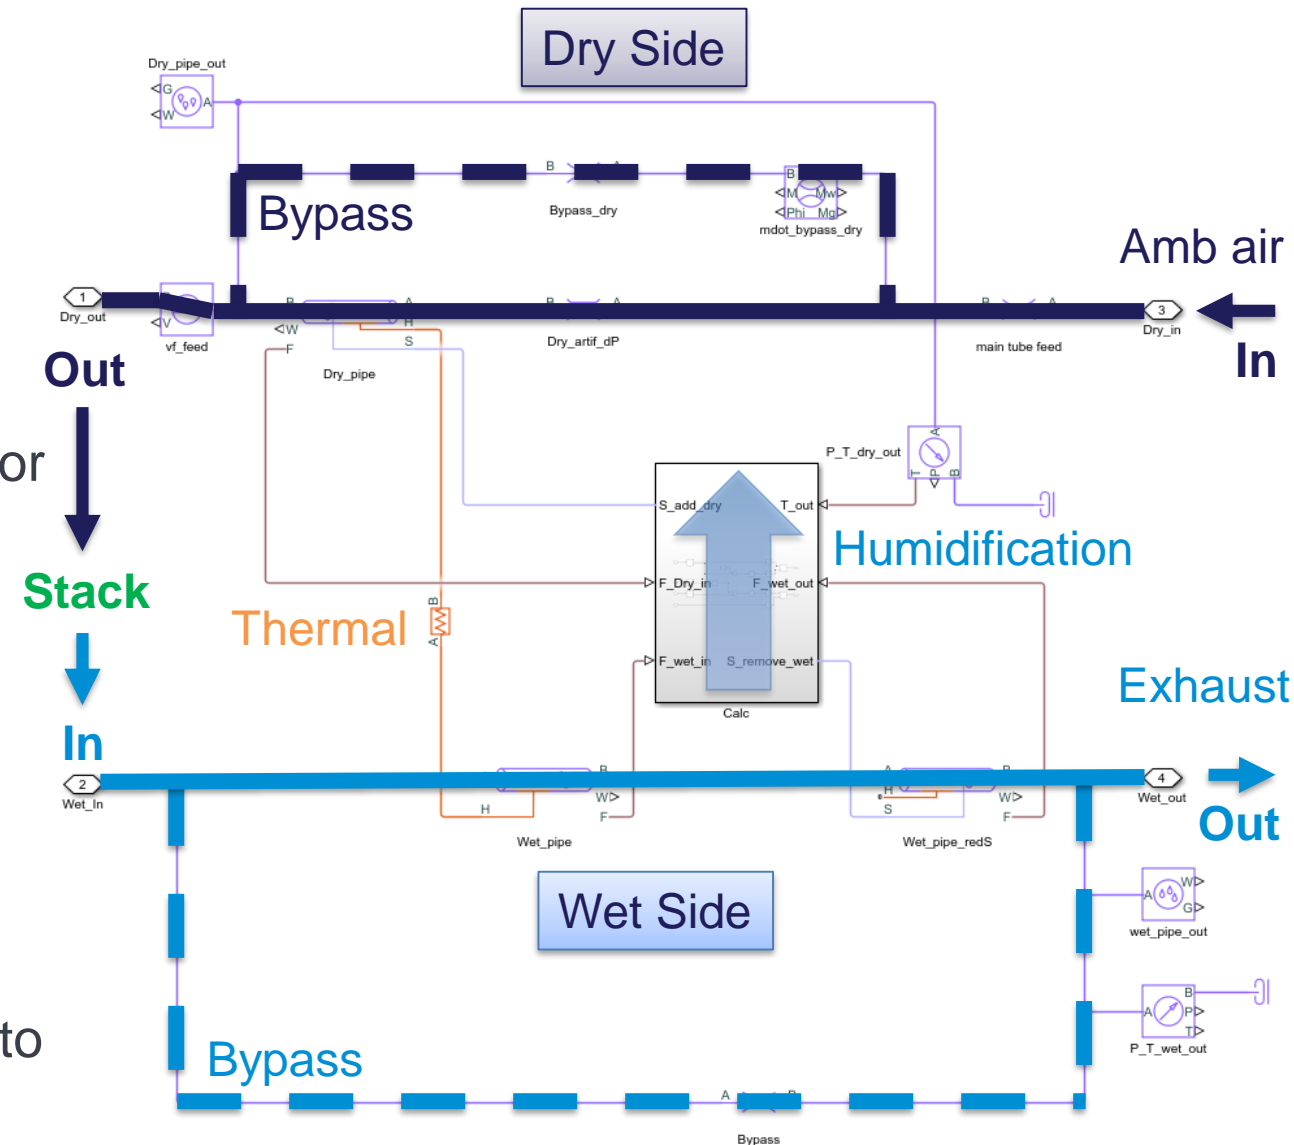 Dry Side
Dry_pipe_out
G
W
A
B
Bypass_dry
B
M
Mw
Phi
Mg
mdot_bypass_dry
Bypass
Amb air
1
Dry_out
V
vf_feed
B
A
W
H
F
S
Dry_pipe
B
A
Dry_artif_dP
B
A
main tube feed
3
Dry_in
Out
In
or
P_T_dry_out
A
T
P
B
S_add_dry
T_out
Humidification
F_Dry_in
F_wet_out
Stack
Thermal
B
A
F_wet_in
S_remove_wet
Calc
Exhaust
In
2
Wet_In
H
B
W
F
Wet_pipe
A
H
S
B
W
F
Wet_pipe_redS
4
Wet_out
Out
Wet Side
A
W
G
wet_pipe_out
to
Bypass
A
B
P
T
P_T_wet_out
A
Bypass